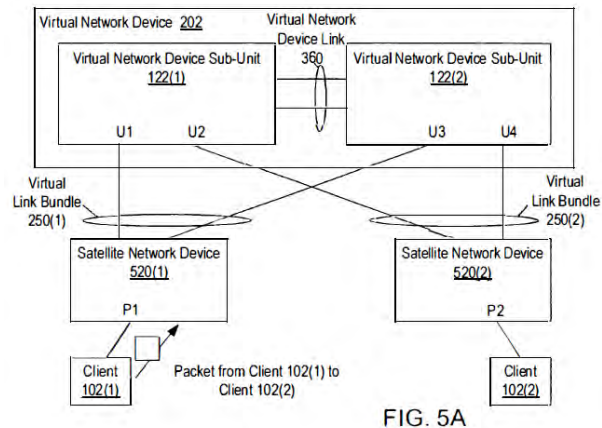 Virtual Network Device 202
Virtual Network
Device Link
360
Virtual Network Device Sub-Unit
122(1)
Virtual Network Device Sub-Unit
122(2)
U1 U2
U3 U4
Virtual
Link Bundle
250(1)
Virtual
Link Bundle
250(2)
Satellite Network Device
520(1)
Satellite Network Device
520(2)
P1
P2
Client
102(1)
Packet from Client 102(1) to
Client 102(2)
Client
102(2)
FIG. 5A